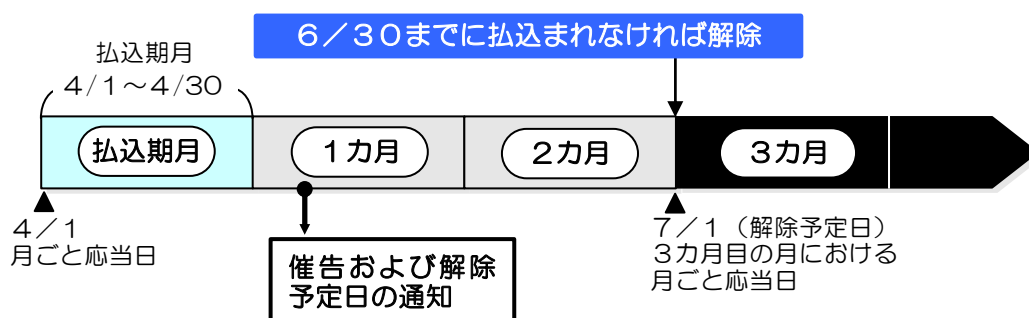 6/30までに払込まれなければ解除
払込期月
4/1~4/30
払込期月
1カ月
2カ月
3カ月
4/1
月ごと応当日
催告および解除
予定日の通知
7/1(解除予定日)
3カ月目の月における
月ごと応当日